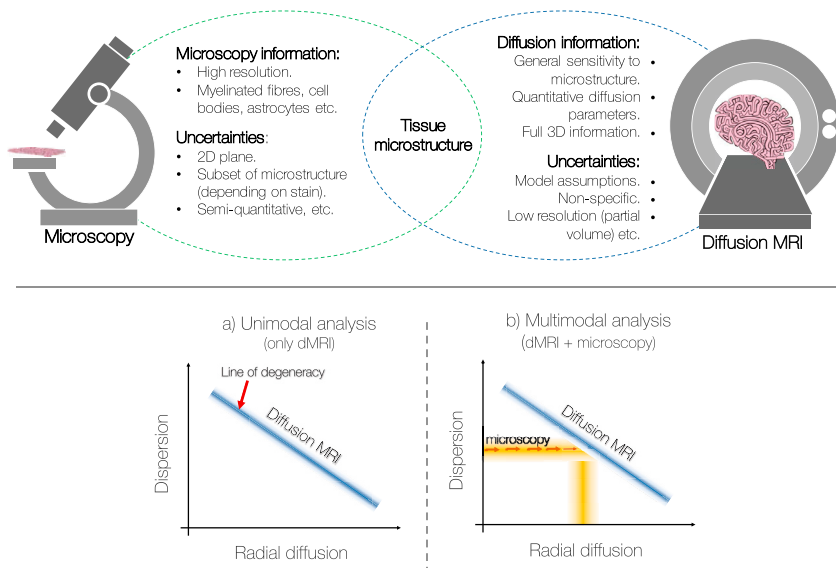 Microscopy information:
• High resolution.
• Myelinated fibres, cell
bodies, astrocytes etc.
Uncertainties:
• 2D plane.
• Subset of microstructure
(depending on stain).
• Semi-quantitative, etc.
Microscopy
Tissue
microstructure
Diffusion information:
General sensitivity to •
microstructure.
Quantitative diffusion •
parameters.
Full 3D information. •
Uncertainties:
Model assumptions. •
Non-specific. •
Low resolution (partial •
volume) etc.
Diffusion MRI
a) Unimodal analysis
(only dMRI)
Line of degeneracy
Diffusion MRI
Dispersion
Radial diffusion
b) Multimodal analysis
(dMRI + microscopy)
microscopy
Diffusion MRI
Dispersion
Radial diffusion